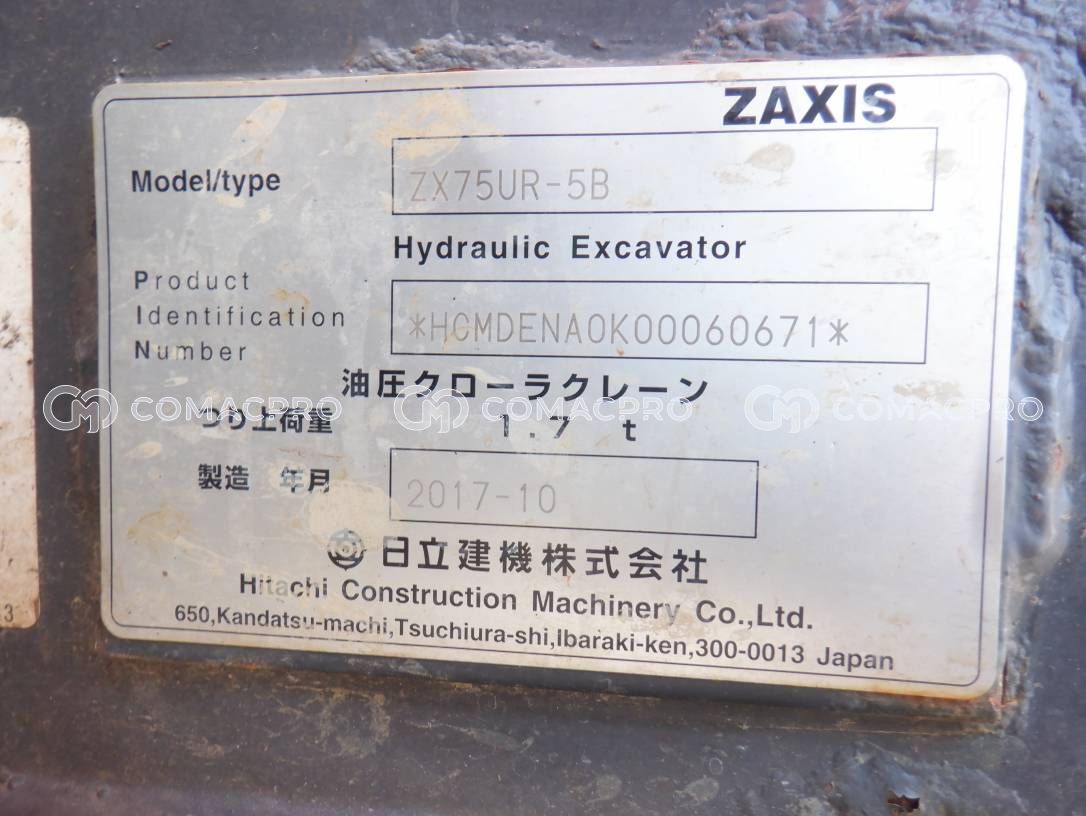 ZAXIS
Model/type ZX75UR-5B
Hydraulic Excavator
Product
Identification
Number
*HCMDENA0K00060671*
油圧クローラクレーン
COMACPRO COMACPRO COMACPRO
つり上荷重 1.7 t
製造 年月 2017-10
日立建機株式会社
Hitachi Construction Machinery Co.,Ltd.
650,Kandatsu-machi,Tsuchiura-shi,Ibaraki-ken,300-0013 Japan
3